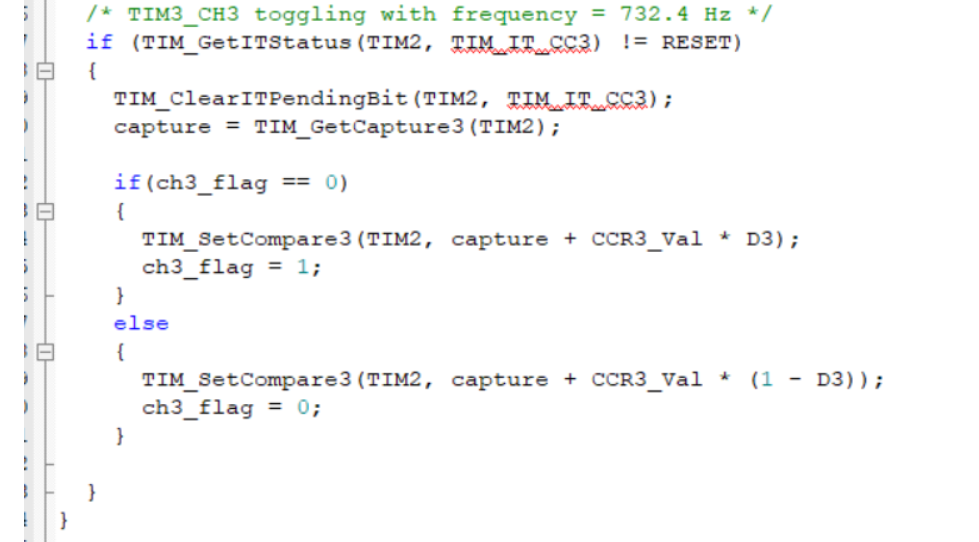 /* TIM3_CH3 toggling with frequency = 732.4 Hz */
if (TIM_GetITStatus(TIM2, TIM_IT_CC3) != RESET)
{
TIM_ClearITPendingBit(TIM2, TIM_IT_CC3);
capture = TIM_GetCapture3(TIM2);
if(ch3_flag == 0)
{
TIM_SetCompare3(TIM2, capture + CCR3_Val * D3);
ch3_flag = 1;
}
else
{
TIM_SetCompare3(TIM2, capture + CCR3_Val * (1 - D3));
ch3_flag = 0;
}
}
}